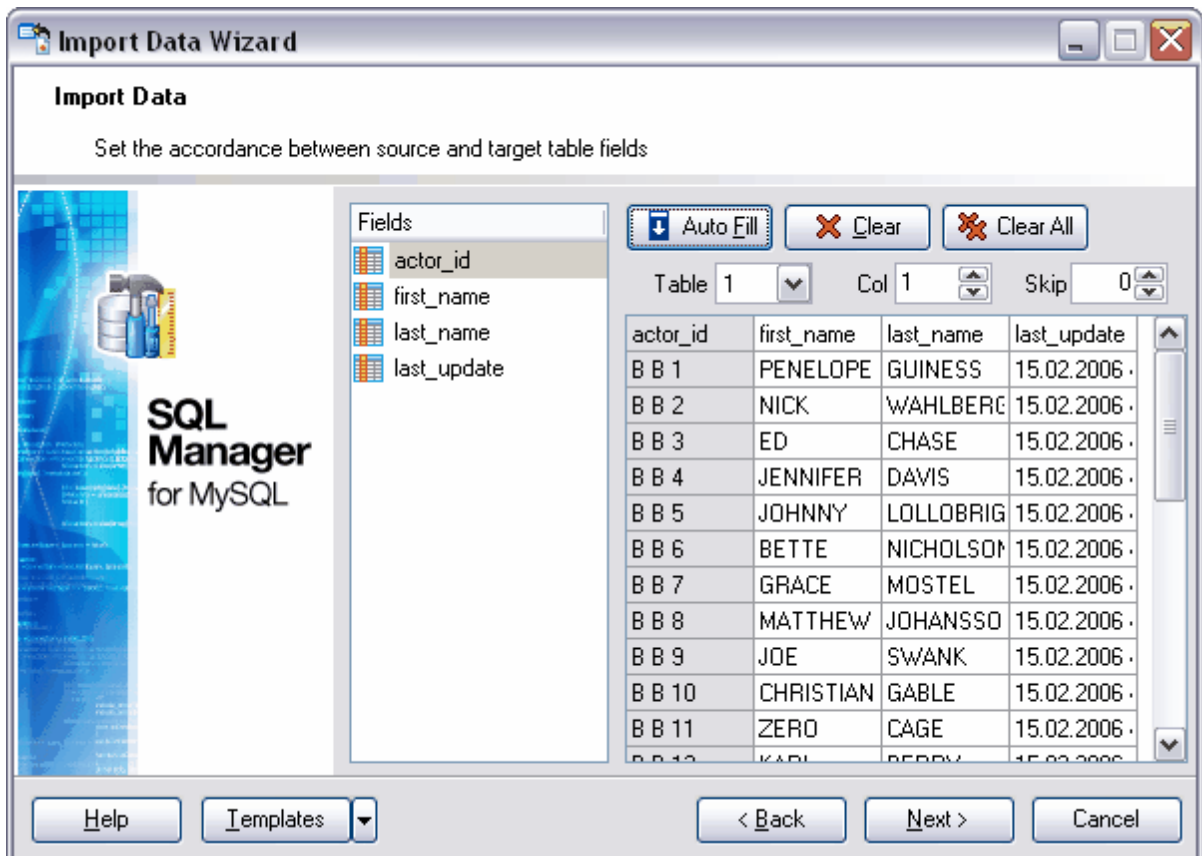 Import Data Wizard
Import Data
Set the accordance between source and target table fields
SQL
Manager
for MySQL
Fields
actor_id
first_name
last_name
last_update
Auto Fill
Clear
Clear All
Table 1
Col 1
Skip 0
actor_id first_name last_name last_update
B B 1 PENELOPE GUINESS 15.02.2006
B B 2 NICK WAHLBERG 15.02.2006
B B 3 ED CHASE 15.02.2006
B B 4 JENNIFER DAVIS 15.02.2006
B B 5 JOHNNY LOLLOBRIG 15.02.2006
B B 6 BETTE NICHOLSON 15.02.2006
B B 7 GRACE MOSTEL 15.02.2006
B B 8 MATTHEW JOHANSSO 15.02.2006
B B 9 JOE SWANK 15.02.2006
B B 10 CHRISTIAN GABLE 15.02.2006
B B 11 ZERO CAGE 15.02.2006
Help
Templates
< Back
Next >
Cancel